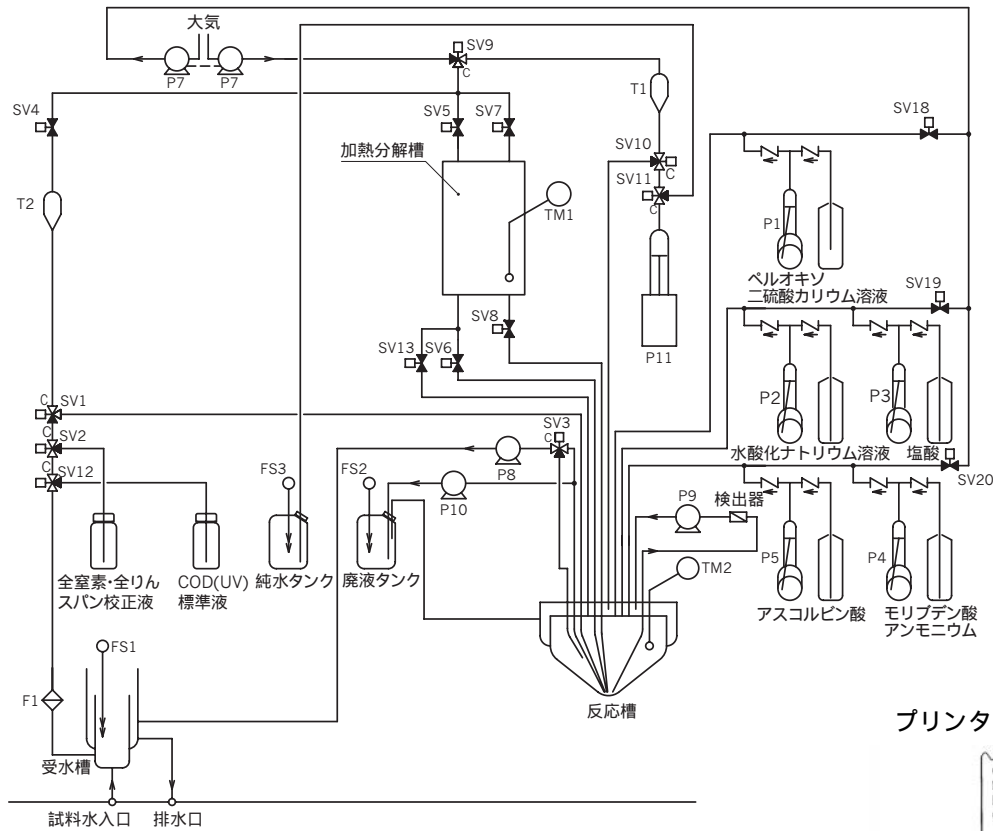 大気
P7
P7
SV9
C
SV4
SV5
SV7
T1
SV18
加熱分解槽
SV10
C
SV11
C
TM1
T2
P1
ペルオキソ
二硫酸カリウム溶液
SV19
SV8
SV13
SV6
P11
P2
P3
水酸化ナトリウム溶液
塩酸
C
SV1
C
SV2
C
SV12
SV3
C
P8
FS3
FS2
P10
P9
検出器
SV20
P5
P4
全窒素・全りん
スパン校正液
COD(UV)
標準液
純水タンク
廃液タンク
TM2
アスコルビン酸
モリブデン酸
アンモニウム
FS1
F1
反応槽
プリンタ
受水槽
試料水入口
排水口